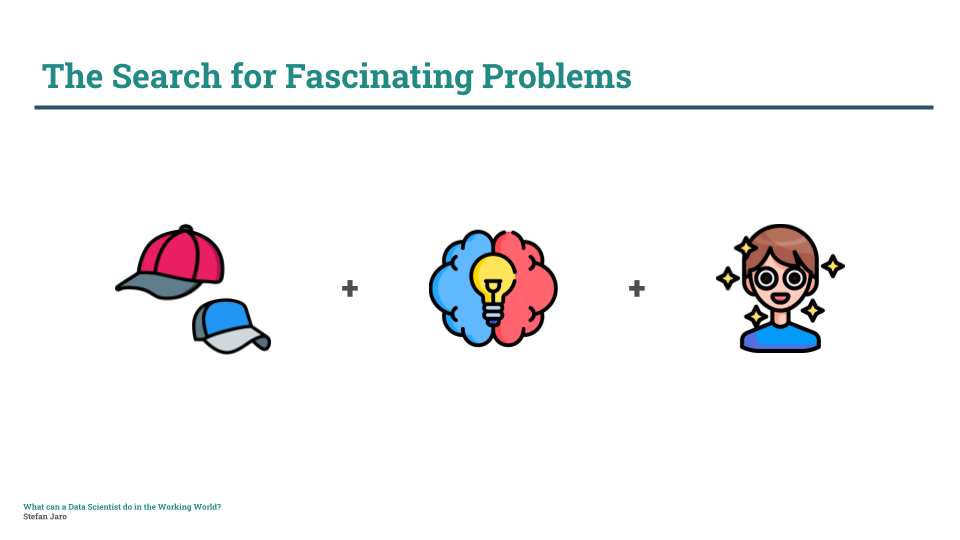 The Search for Fascinating Problems
+ +
What can a Data Scientist do in the Working World?
Stefan Jaro